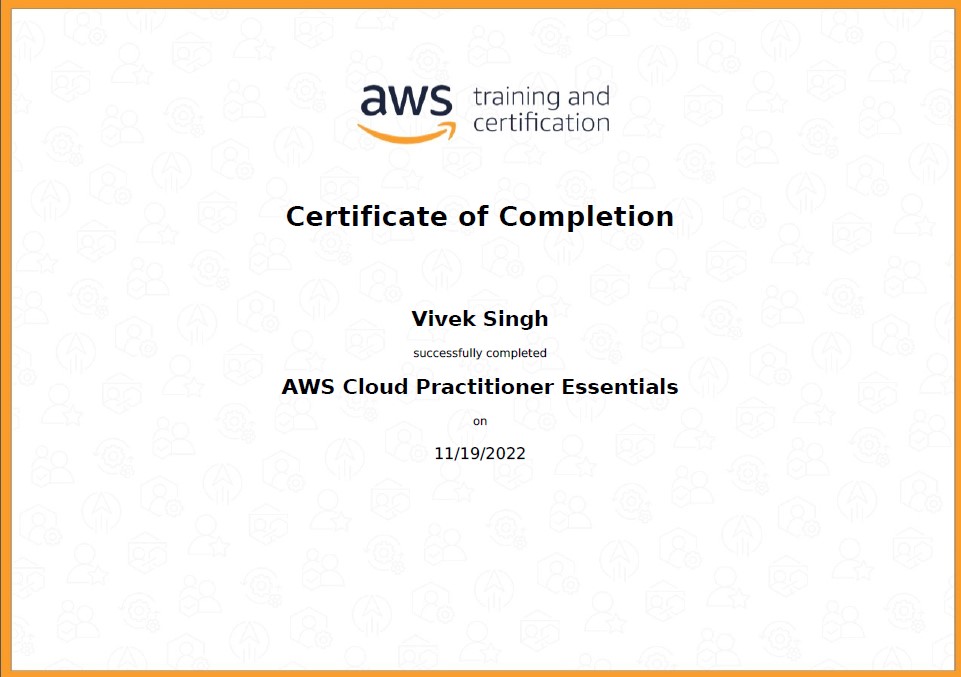 aws training and
certification
Certificate of Completion
Vivek Singh
successfully completed
AWS Cloud Practitioner Essentials
on
11/19/2022